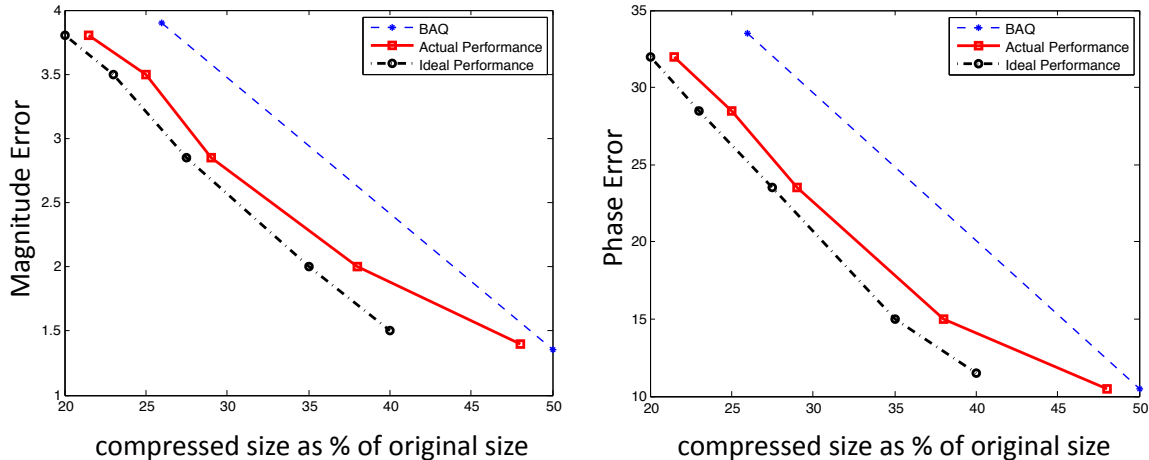 4
3.5
3
2.5
2
1.5
1
20
25
30
35
40
45
50
Magnitude Error
compressed size as % of original size
BAQ
Actual Performance
Ideal Performance
35
30
25
20
15
10
20
25
30
35
40
45
50
Phase Error
compressed size as % of original size
BAQ
Actual Performance
Ideal Performance